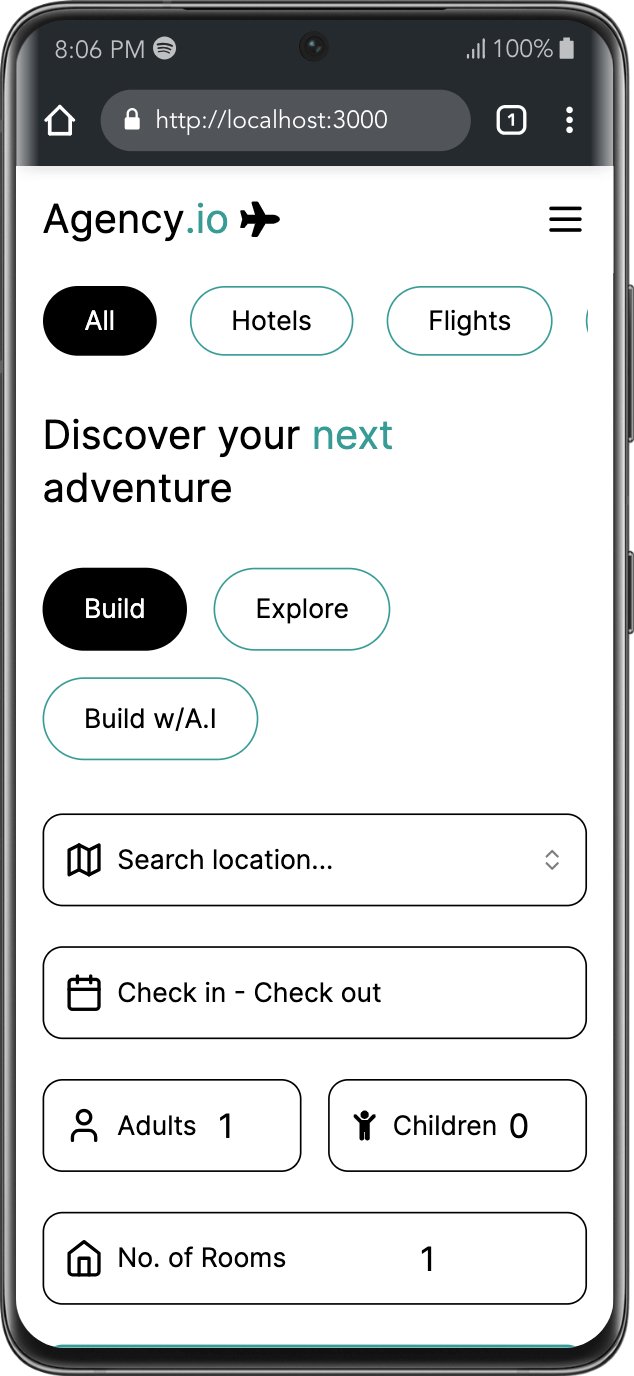 8:06 PM 100%
http://localhost:3000 1
Agency.io
All Hotels Flights
Discover your next
adventure
Build Explore
Build w/A.I
Search location...
Check in - Check out
Adults 1 Children 0
No. of Rooms 1